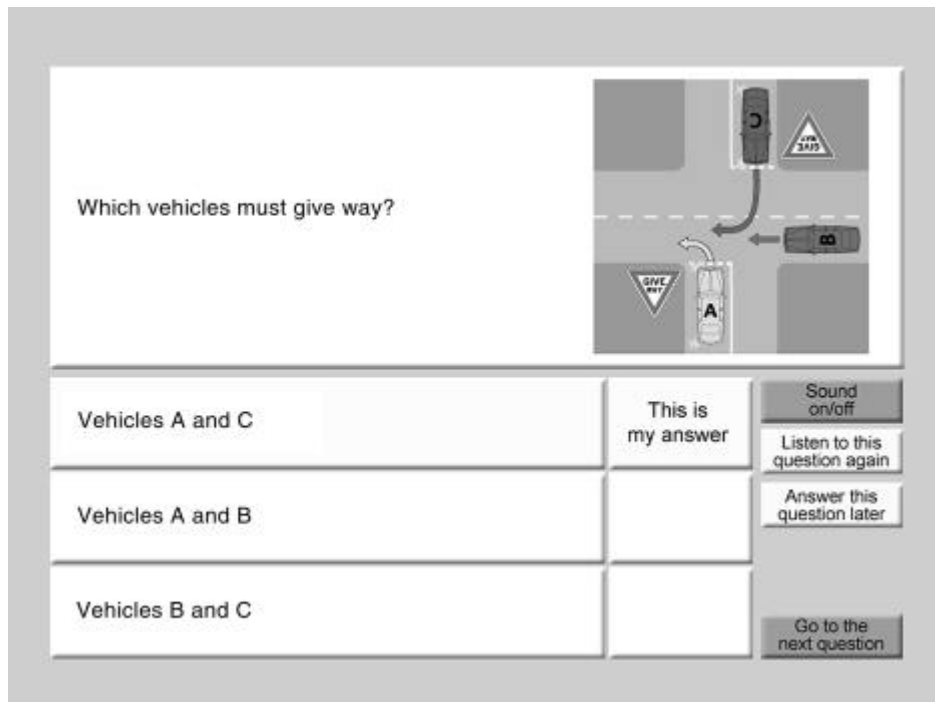 Which vehicles must give way?
C
GIVE
WAY
B
GIVE
WAY
A
Vehicles A and C
This is
my answer
Sound
on/off
Listen to this
question again
Vehicles A and B
Answer this
question later
Vehicles B and C
Go to the
next question